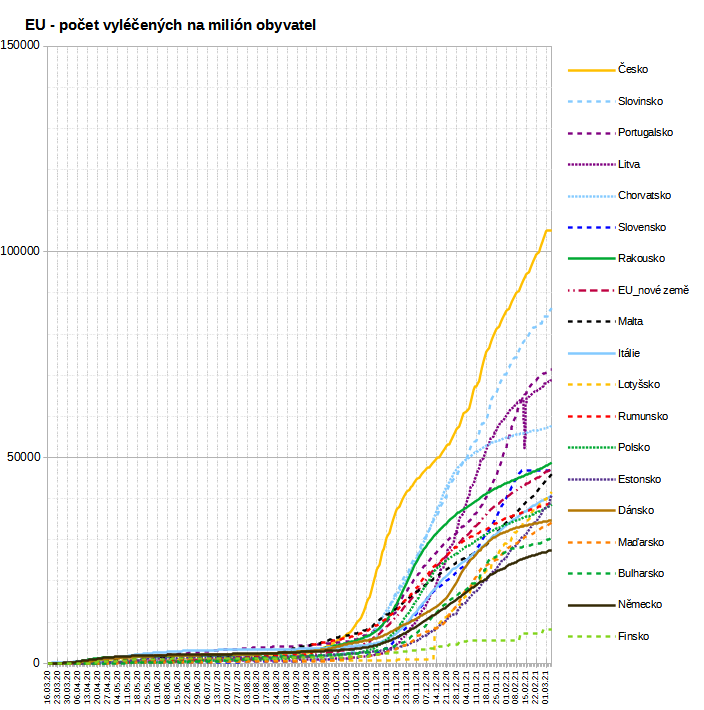 EU - počet vyléčených na milión obyvatel
150000
100000
50000
0
Česko
Slovinsko
Portugalsko
Litva
Chorvatsko
Slovensko
Rakousko
EU_nové země
Malta
Itálie
Lotyšsko
Rumunsko
Polsko
Estonsko
Dánsko
Maďarsko
Bulharsko
Německo
Finsko
16.03.20
23.03.20
30.03.20
06.04.20
13.04.20
20.04.20
27.04.20
04.05.20
11.05.20
18.05.20
25.05.20
01.06.20
08.06.20
15.06.20
22.06.20
29.06.20
06.07.20
13.07.20
20.07.20
27.07.20
03.08.20
10.08.20
17.08.20
24.08.20
31.08.20
07.09.20
14.09.20
21.09.20
28.09.20
05.10.20
12.10.20
19.10.20
26.10.20
02.11.20
09.11.20
16.11.20
23.11.20
30.11.20
07.12.20
14.12.20
21.12.20
28.12.20
04.01.21
11.01.21
18.01.21
25.01.21
01.02.21
08.02.21
15.02.21
22.02.21
01.03.21